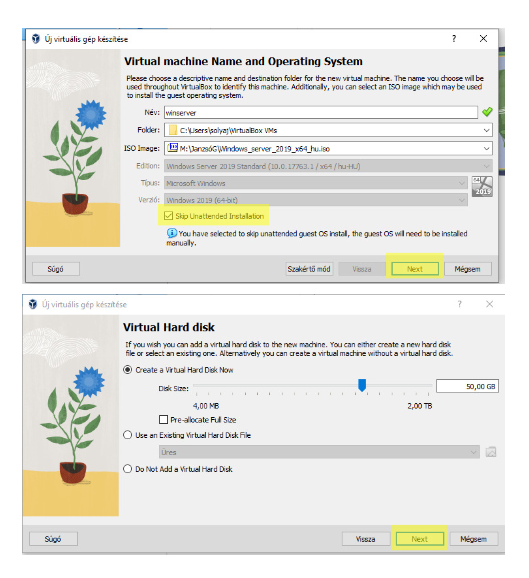 Új virtuális gép készítése
? ×
Virtual machine Name and Operating System
Please choose a descriptive name and destination folder for the new virtual machine. The name you choose will be
used throughout VirtualBox to identify this machine. Additionally, you can select an ISO image which may be used
to install the guest operating system.
Név: winserver
Folder: C:\Users\solyaj\VirtualBox VMs
ISO Image: M:\JanzsóG\Windows_server_2019_x64_hu.iso
Edition: Windows Server 2019 Standard (10.0.17763.1 / x64 / hu-HU)
Típus: Microsoft Windows
Verzió: Windows 2019 (64-bit)
64
2019
Skip Unattended Installation
You have selected to skip unattended guest OS install, the guest OS will need to be installed
manually.
Súgó Szakértő mód Vissza Next Mégsem
Új virtuális gép készítése
? ×
Virtual Hard disk
If you wish you can add a virtual hard disk to the new machine. You can either create a new hard disk
file or select an existing one. Alternatively you can create a virtual machine without a virtual hard disk.
Create a Virtual Hard Disk Now
Disk Size: 50,00 GB
4,00 MB 2,00 TB
Pre-allocate Full Size
Use an Existing Virtual Hard Disk File
Üres
Do Not Add a Virtual Hard Disk
Súgó Vissza Next Mégsem